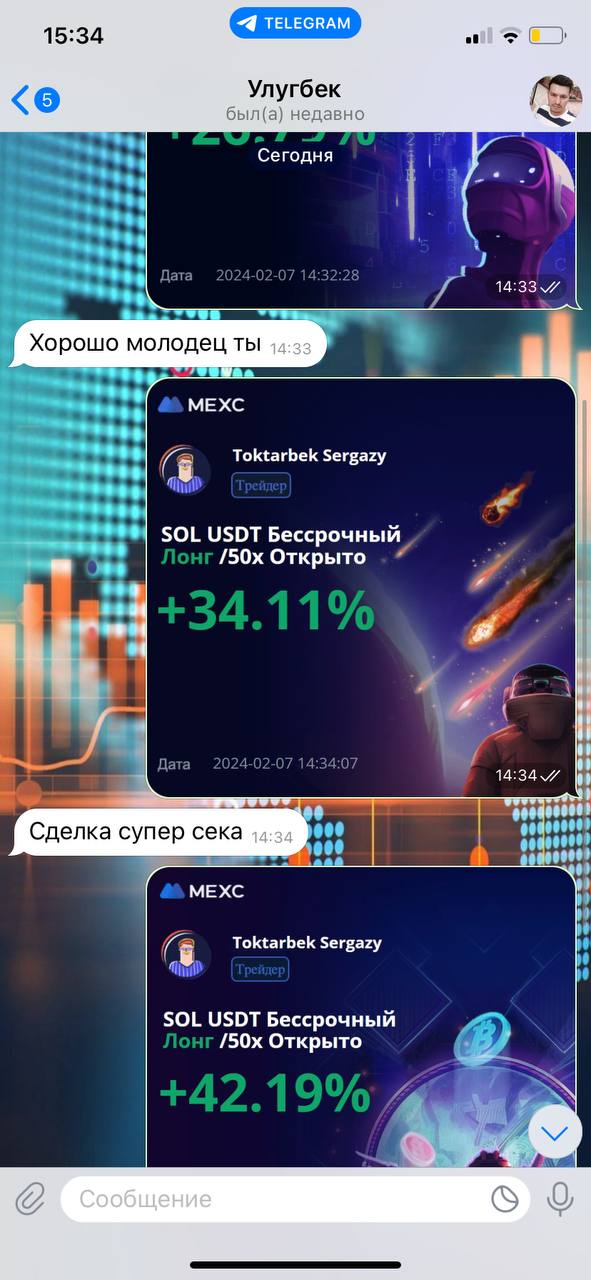 15:34
TELEGRAM
5
Улугбек
был(а) недавно
Сегодня
Дата 2024-02-07 14:32:28
14:33
Хорошо молодец ты 14:33
MEXC
Toktarbek Sergazy
Трейдер
SOL USDT Бессрочный
Лонг /50x Открыто
+34.11%
Дата 2024-02-07 14:34:07
14:34
Сделка супер сека 14:34
MEXC
Toktarbek Sergazy
Трейдер
SOL USDT Бессрочный
Лонг /50x Открыто
+42.19%
Сообщение